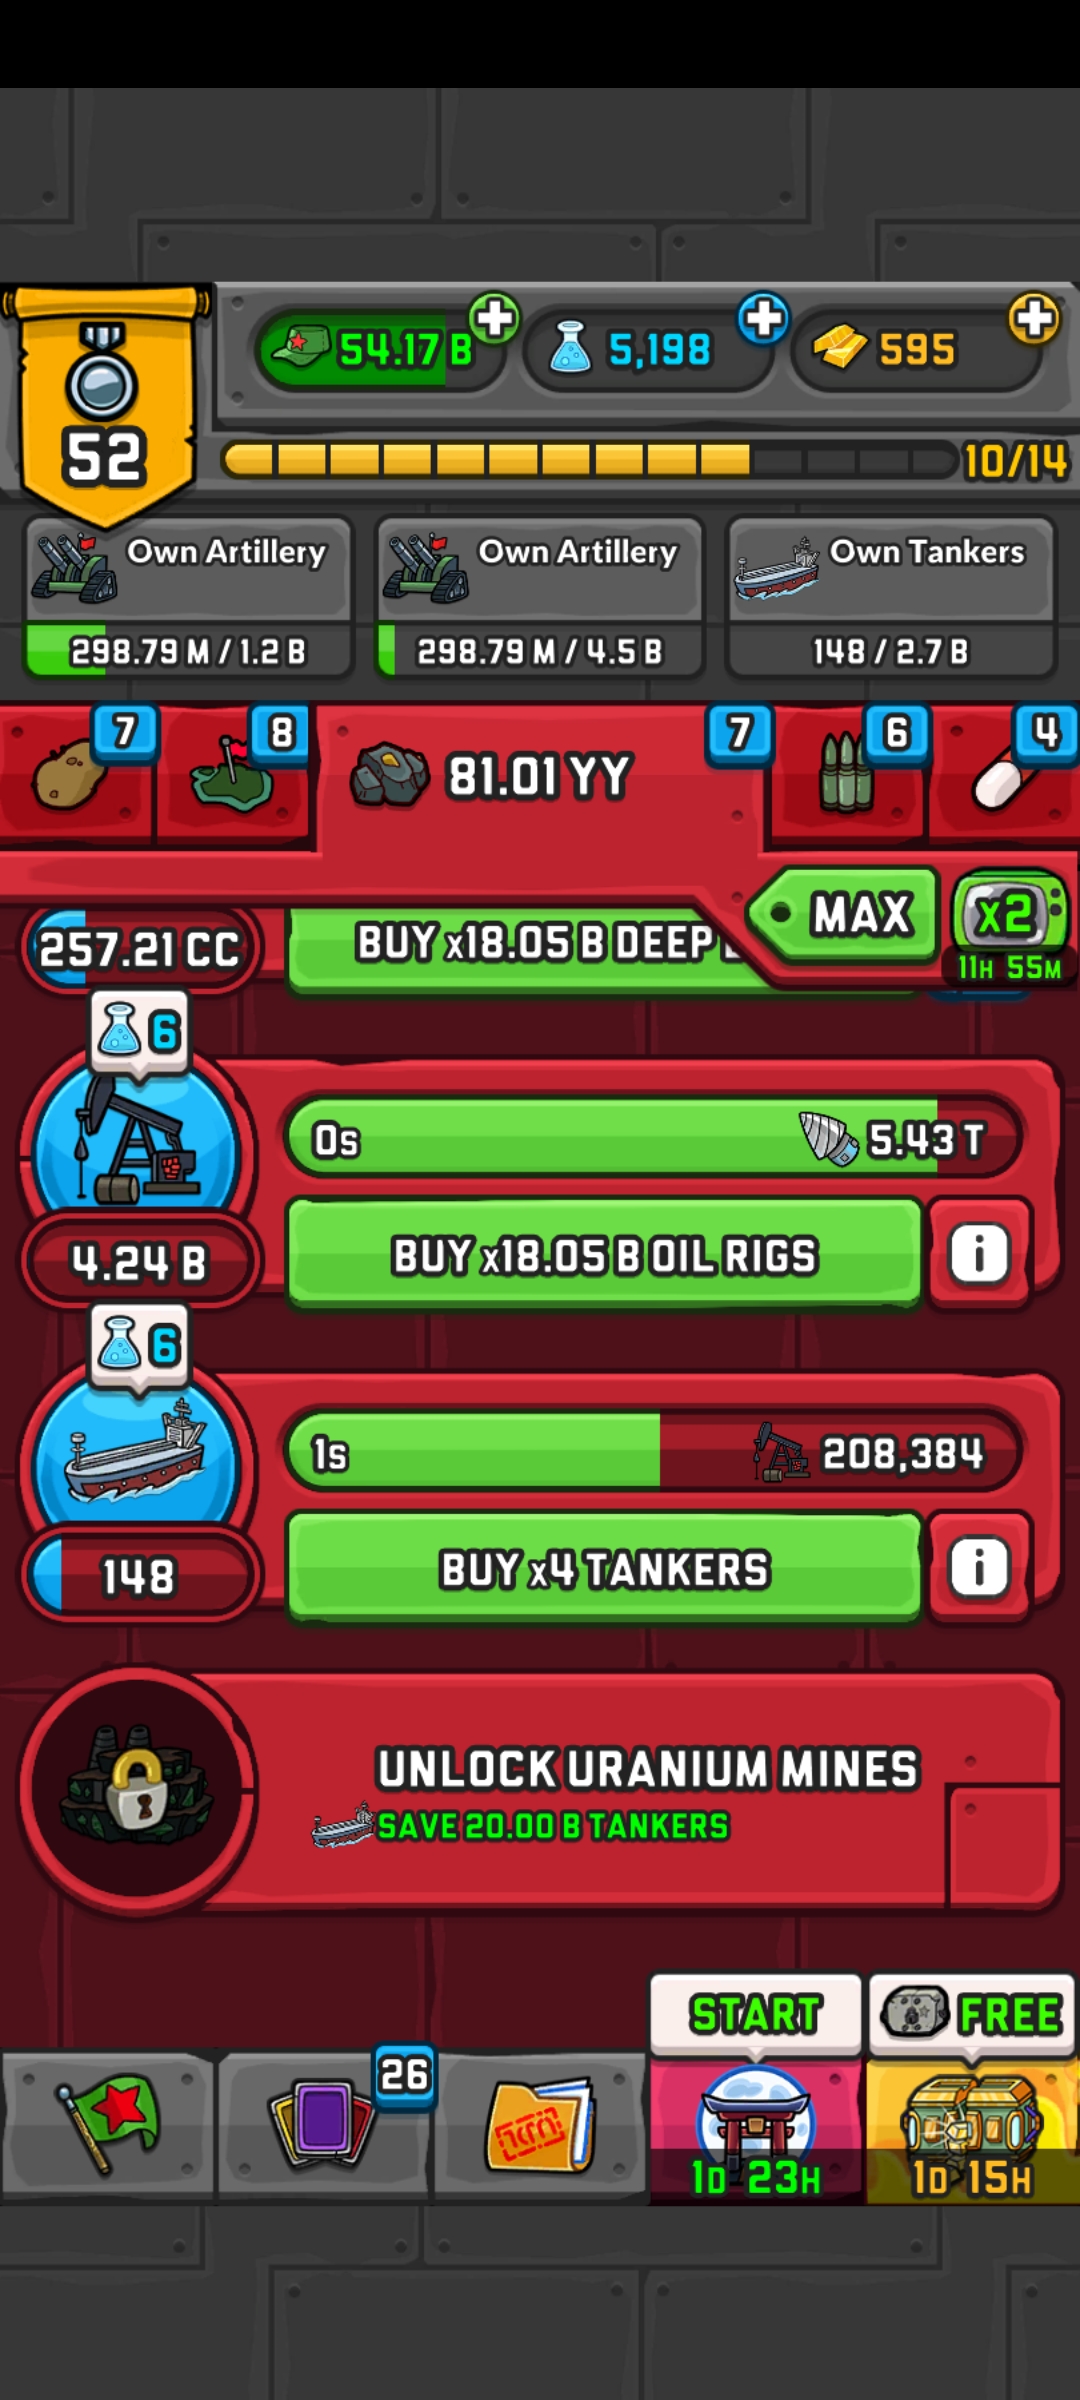 54.17 B
5,198
595
52
10/14
Own Artillery
Own Artillery
Own Tankers
298.79 M / 1.2 B
298.79 M / 4.5 B
148 / 2.7 B
7
8
81.01 YY
7
6
4
MAX
x2
11H 55M
257.21 CC
BUY x18.05 B DEEP
6
0s
5.43 T
4.24 B
BUY x18.05 B OIL RIGS
i
6
1s
208,384
148
BUY x4 TANKERS
i
UNLOCK URANIUM MINES
SAVE 20.00 B TANKERS
START
FREE
26
1D 23H
1D 15H